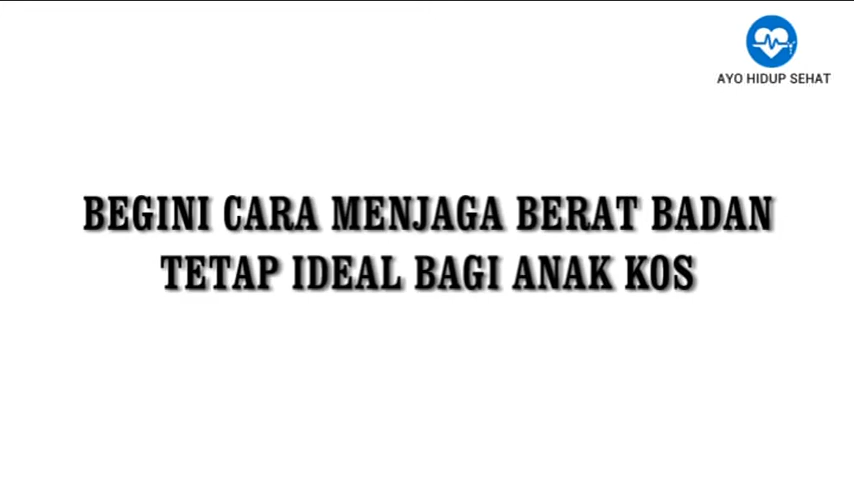 AYO HIDUP SEHAT
BEGINI CARA MENJAGA BERAT BADAN
TETAP IDEAL BAGI ANAK KOS